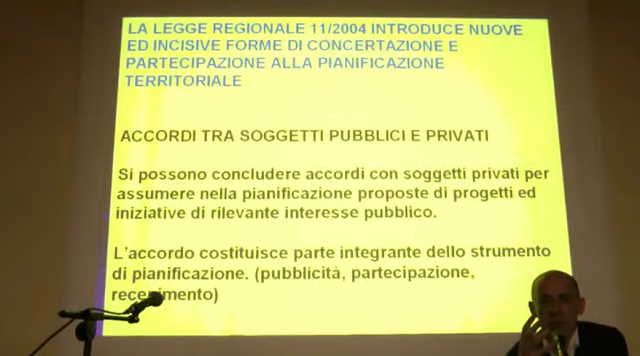 LA LEGGE REGIONALE 11/2004 INTRODUCE NUOVE
ED INCISIVE FORME DI CONCERTAZIONE E
PARTECIPAZIONE ALLA PIANIFICAZIONE
TERRITORIALE
ACCORDI TRA SOGGETTI PUBBLICI E PRIVATI
Si possono concludere accordi con soggetti privati per
assumere nella pianificazione proposte di progetti ed
iniziative di rilevante interesse pubblico.
L'accordo costituisce parte integrante dello strumento
di pianificazione. (pubblicità, partecipazione,
recepimento)